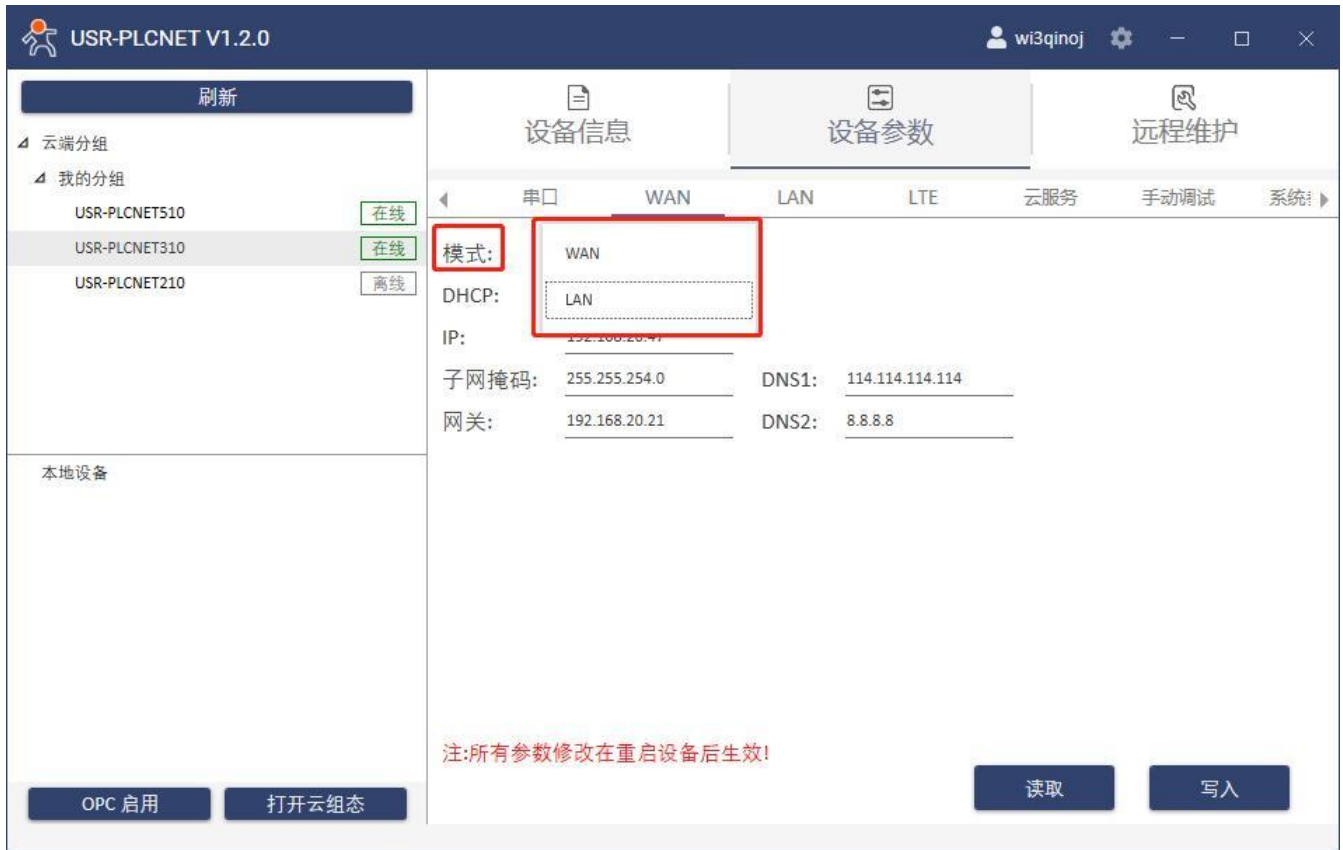 USR-PLCNET V1.2.0
wi3qinoj
刷新
云端分组
我的分组
USR-PLCNET510 在线
USR-PLCNET310 在线
USR-PLCNET210 离线
本地设备
OPC 启用 打开云组态
设备信息 设备参数 远程维护
串口 WAN LAN LTE 云服务 手动调试 系统
模式: WAN
DHCP: LAN
IP:
子网掩码: 255.255.254.0 DNS1: 114.114.114.114
网关: 192.168.20.21 DNS2: 8.8.8.8
注:所有参数修改在重启设备后生效!
读取 写入